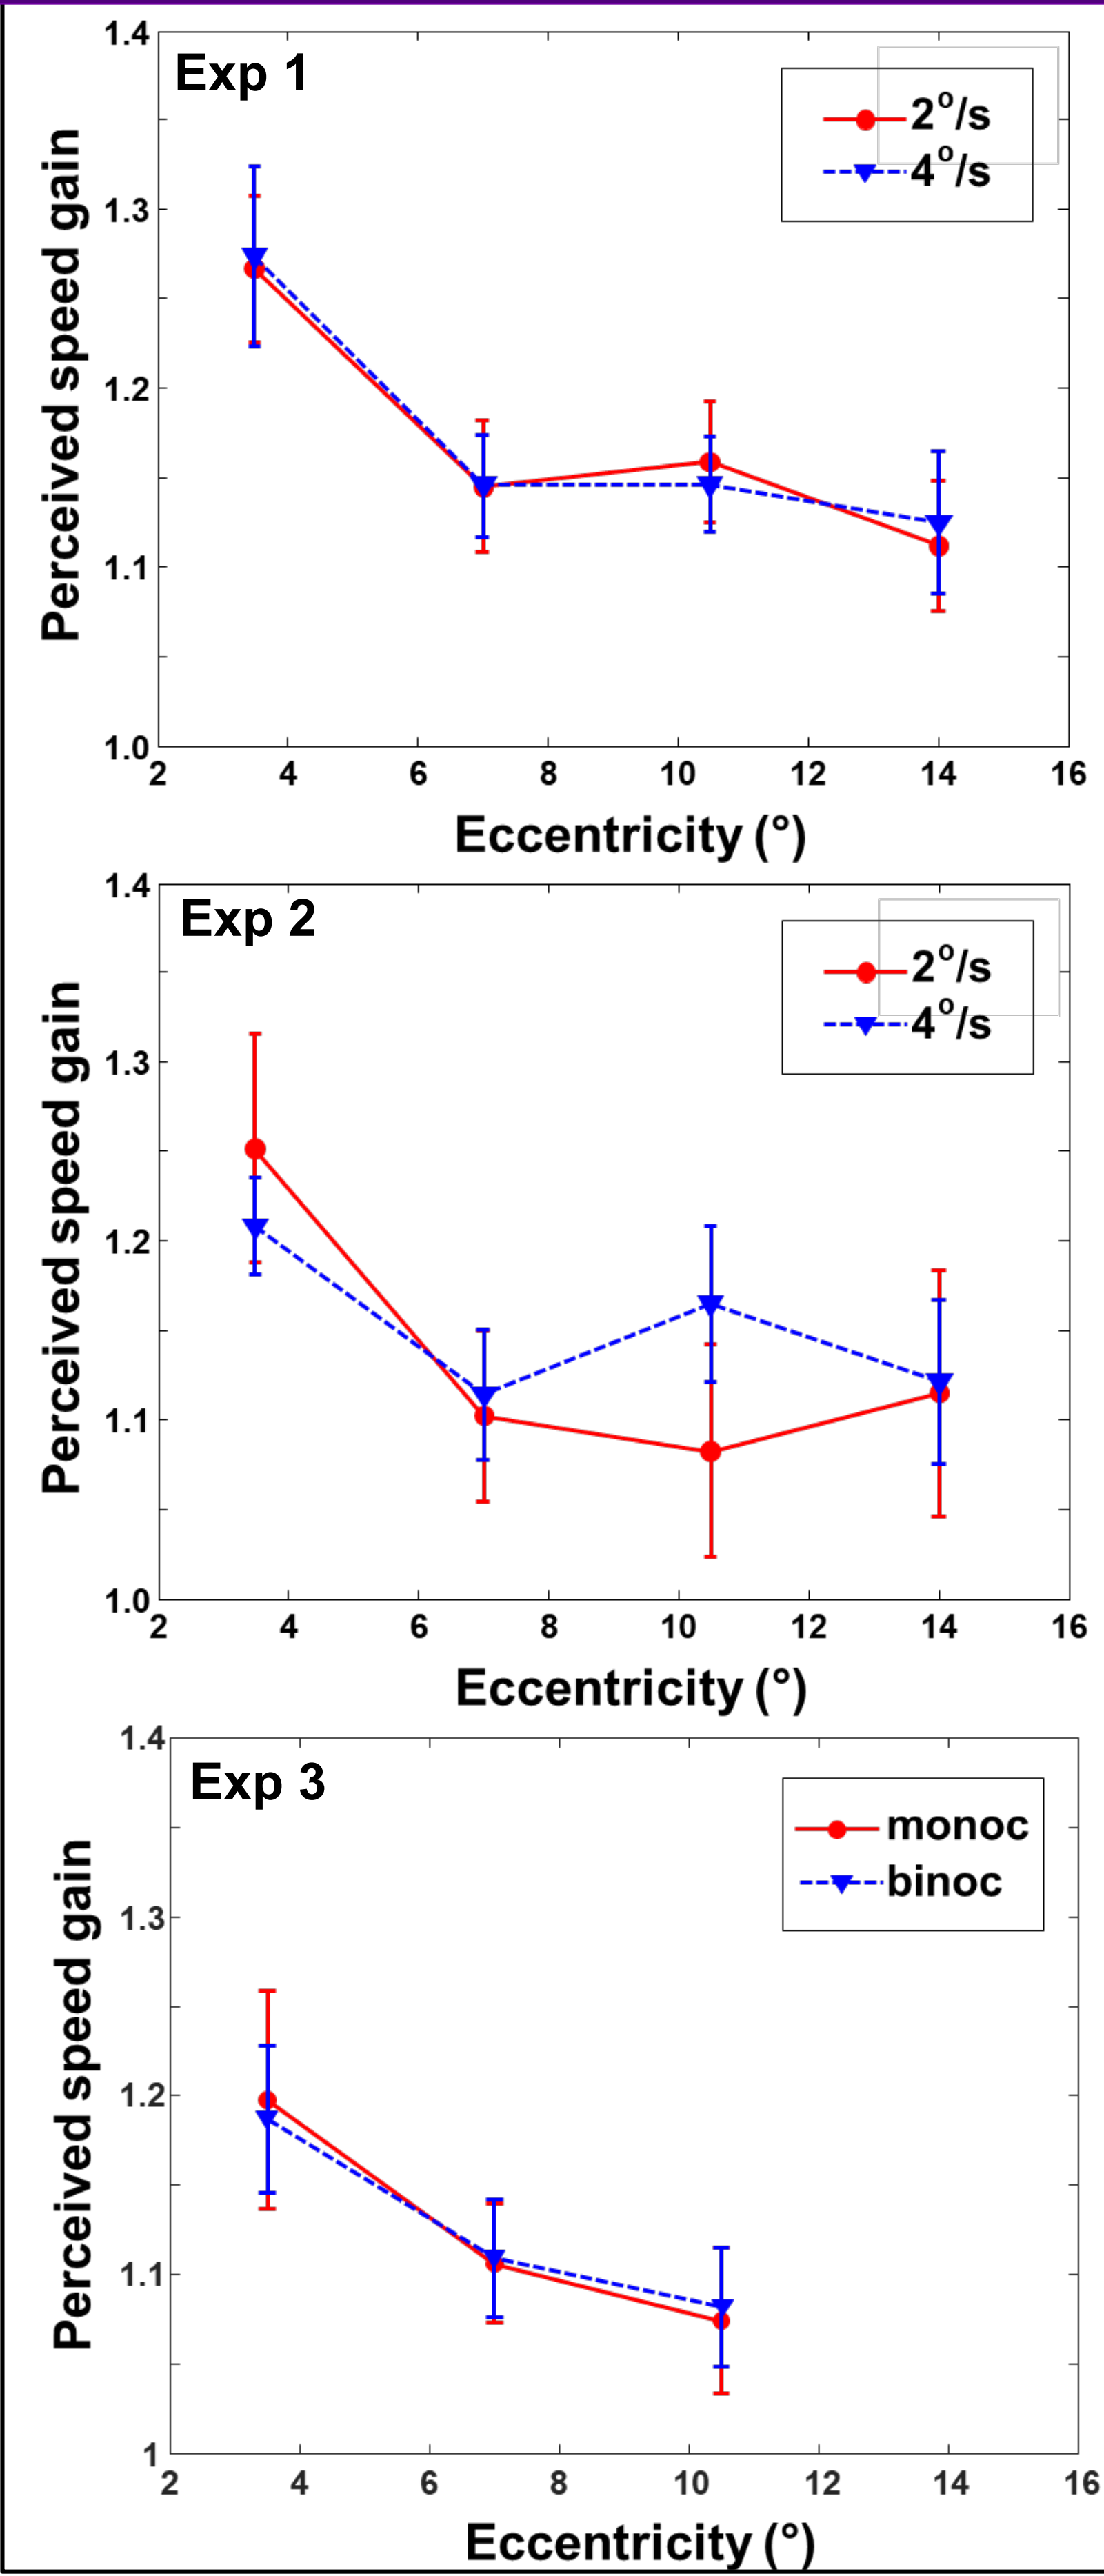 1.4
Exp 1
2°/s
4°/s
1.3
1.2
1.1
1.0
Perceived speed gain
2 4 6 8 10 12 14 16
Eccentricity (°)
1.4
Exp 2
2°/s
4°/s
1.3
1.2
1.1
1.0
Perceived speed gain
2 4 6 8 10 12 14 16
Eccentricity (°)
1.4
Exp 3
monoc
binoc
1.3
1.2
1.1
1
Perceived speed gain
2 4 6 8 10 12 14 16
Eccentricity (°)